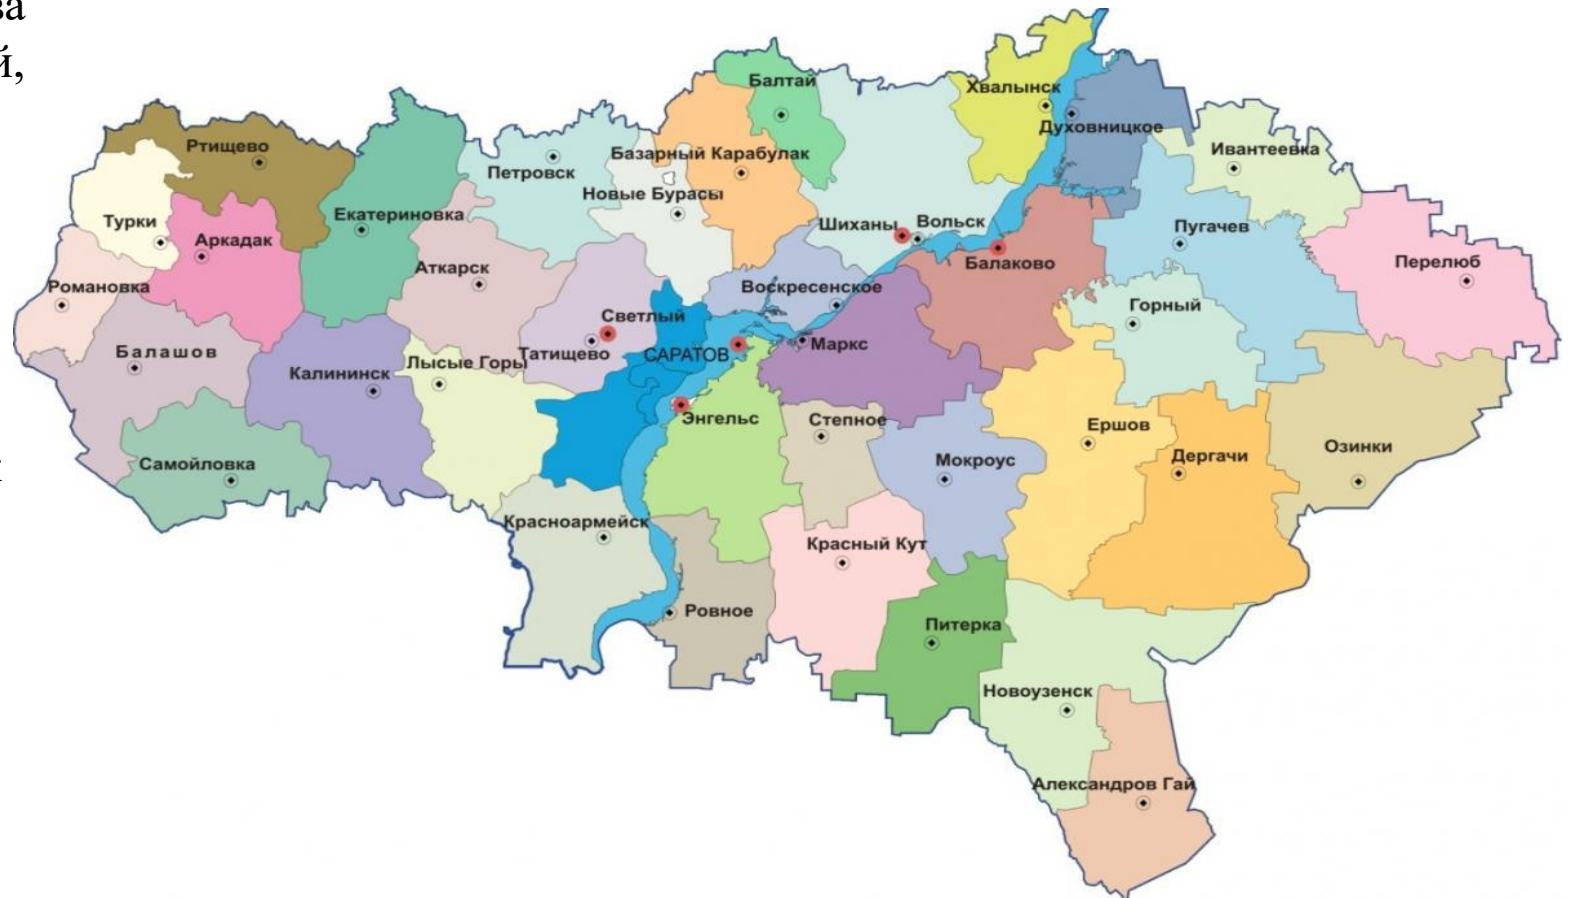 ва
й,
Балтай
Хвалынск
Духовницкое
Ртищево
Петровск
Базарный Карабулак
Ивантеевка
Новые Бурасы
Турки
Екатериновка
Аркадак
Шиханы
Вольск
Пугачев
Балаково
Перелюб
Романовка
Аткарск
Воскресенское
Горный
Светлый
Балашов
Татищево
САРАТОВ
Маркс
Лысые Горы
Калининск
Энгельс
Степное
Ершов
Озинки
Дергачи
Самойловка
Мокроус
Красноармейск
Красный Кут
Ровное
Питерка
Новоузенск
Александров Гай